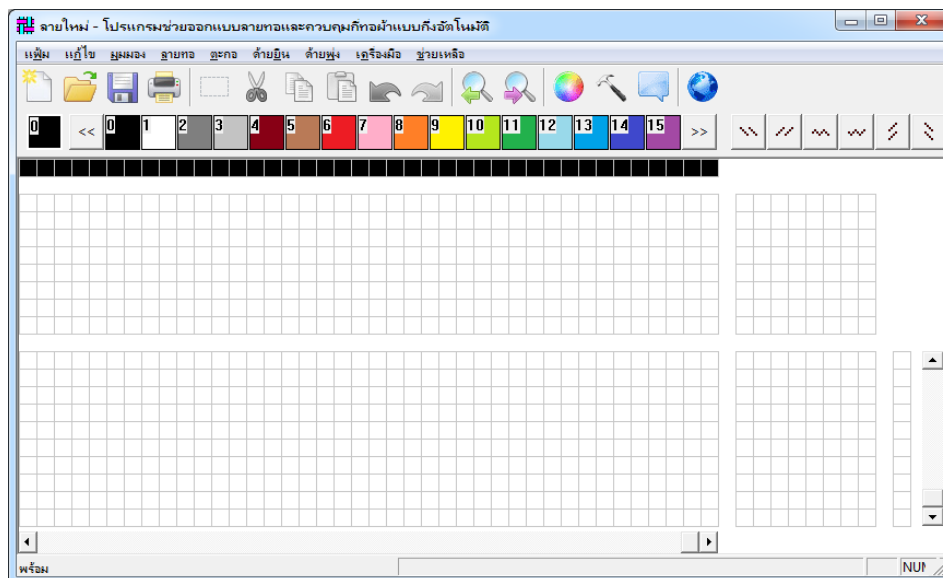 ลายใหม่ - โปรแกรมช่วยออกแบบลายทอและควบคุมกี่ทอผ้าแบบกึ่งอัตโนมัติ
แฟ้ม แก้ไข มุมมอง ลายทอ ตะกอ ด้ายยืน ด้ายพุ่ง เครื่องมือ ช่วยเหลือ
0 << 0 1 2 3 4 5 6 7 8 9 10 11 12 13 14 15 >>
พร้อม NUM